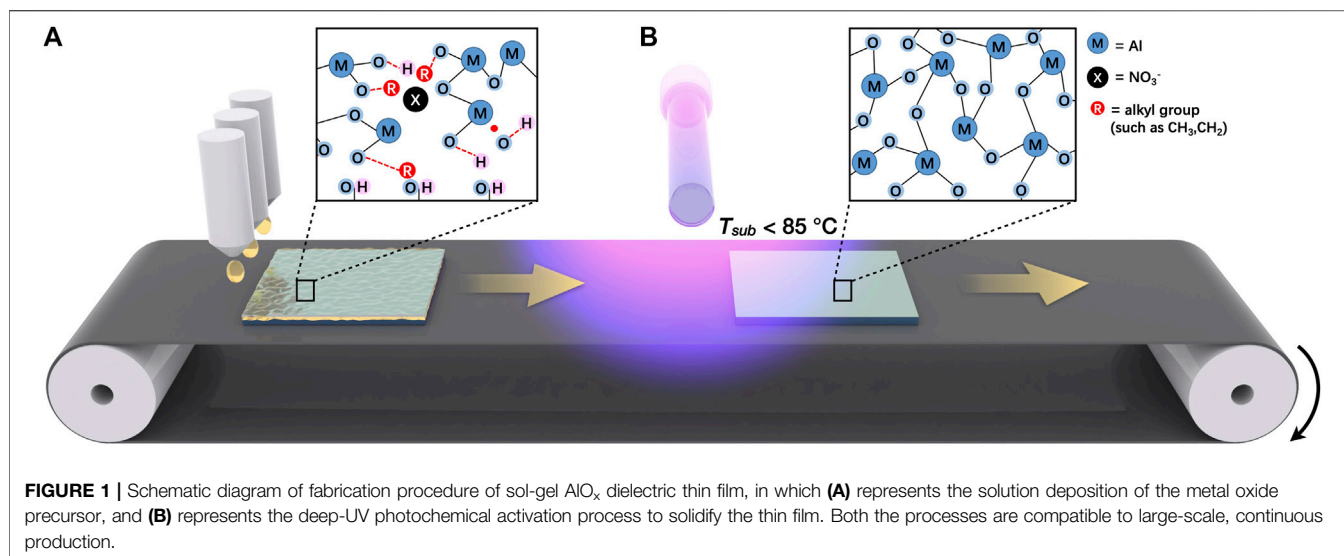 A
B
M
M
M
O
H
O
R
O
R
X
O
O
M
M
H
O
O
O
O
H
R
O H
O H
O H
O
O
O
M
M
O
O
O
O
M
O
O
O
M
O
M
O
M
O
M
O
O
O
O
M = Al
X = NO₃⁻
R = alkyl group
(such as CH₃,CH₂)
T_sub < 85 °C
FIGURE 1 | Schematic diagram of fabrication procedure of sol-gel AlOₓ dielectric thin film, in which (A) represents the solution deposition of the metal oxide
precursor, and (B) represents the deep-UV photochemical activation process to solidify the thin film. Both the processes are compatible to large-scale, continuous
production.